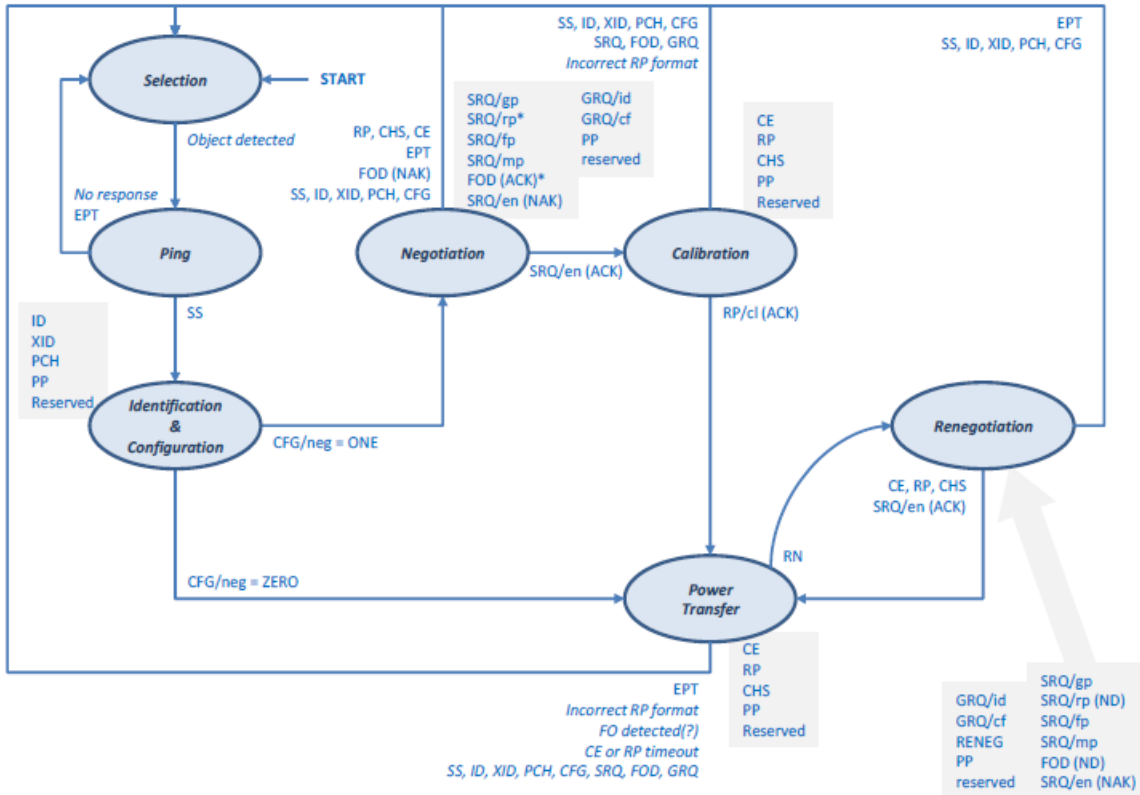 SS, ID, XID, PCH, CFG
SRQ, FOD, GRQ
Incorrect RP format
EPT
SS, ID, XID, PCH, CFG
Selection
START
Object detected
No response
EPT
Ping
SS
ID
XID
PCH
PP
Reserved
Identification
&
Configuration
CFG/neg = ONE
CFG/neg = ZERO
RP, CHS, CE
EPT
FOD (NAK)
SS, ID, XID, PCH, CFG
SRQ/gp
SRQ/rp*
SRQ/fp
SRQ/mp
FOD (ACK)*
SRQ/en (NAK)
GRQ/id
GRQ/cf
PP
reserved
Negotiation
SRQ/en (ACK)
CE
RP
CHS
PP
Reserved
Calibration
RP/cl (ACK)
Renegotiation
CE, RP, CHS
SRQ/en (ACK)
RN
Power
Transfer
CE
RP
CHS
PP
Reserved
EPT
Incorrect RP format
FO detected(?)
CE or RP timeout
SS, ID, XID, PCH, CFG, SRQ, FOD, GRQ
GRQ/id
GRQ/cf
RENEG
PP
reserved
SRQ/gp
SRQ/rp (ND)
SRQ/fp
SRQ/mp
FOD (ND)
SRQ/en (NAK)